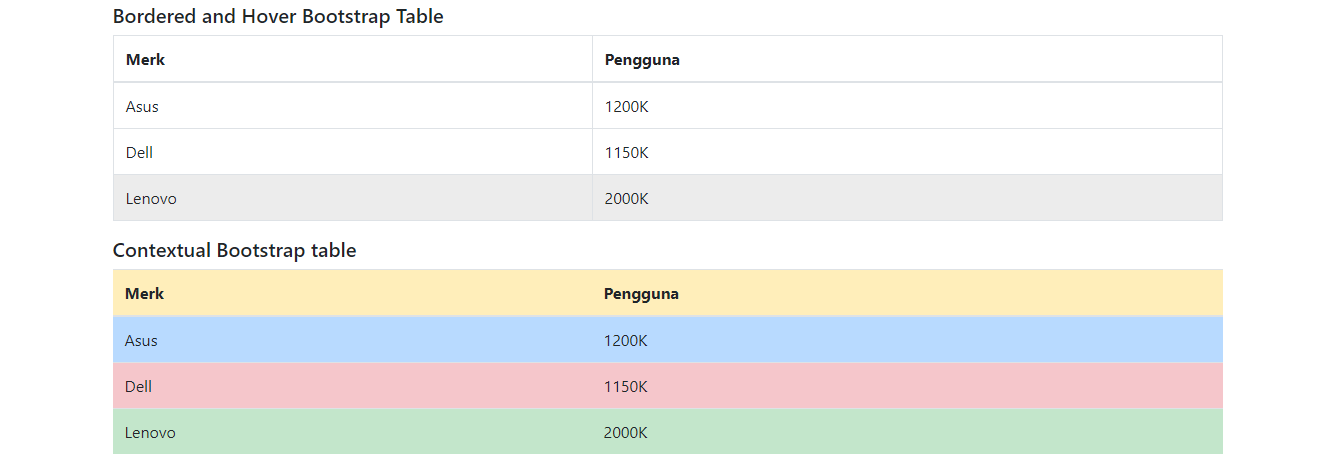 Bordered and Hover Bootstrap Table
Merk Pengguna
Asus 1200K
Dell 1150K
Lenovo 2000K
Contextual Bootstrap table
Merk Pengguna
Asus 1200K
Dell 1150K
Lenovo 2000K